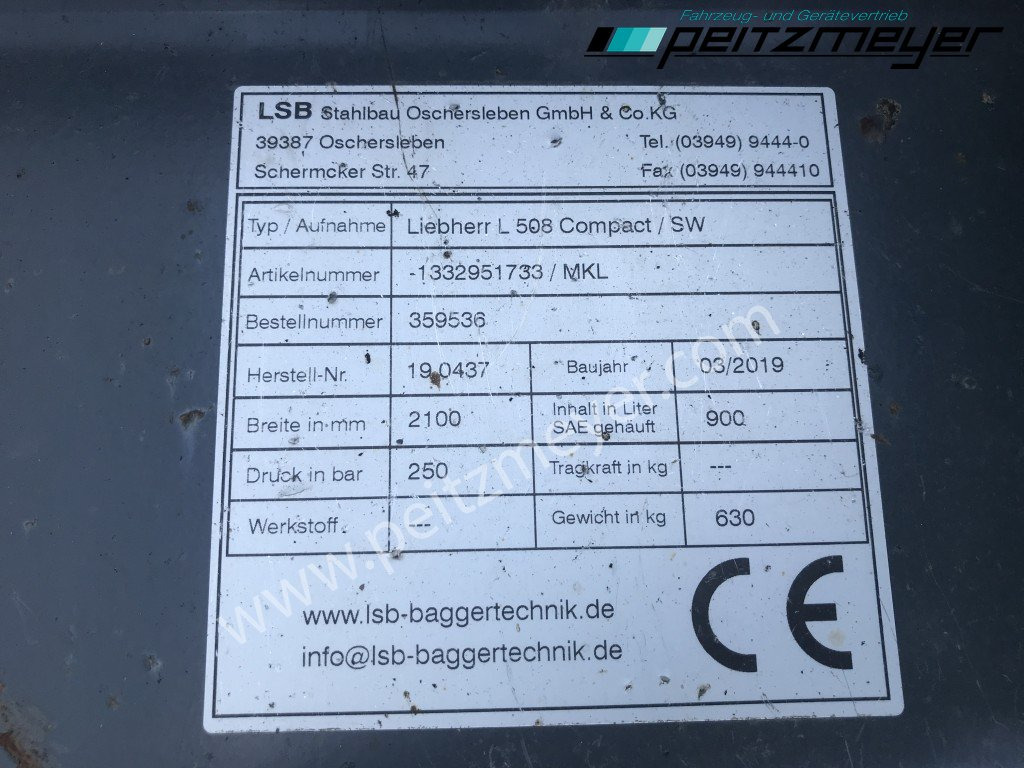 Fahrzeug- und Gerätevertrieb
peitzmeyer
LSB Stahlbau Oschersleben GmbH & Co.KG
39387 Oschersleben Tel. (03949) 9444-0
Schermcker Str. 47 Fax (03949) 944410
Typ / Aufnahme Liebherr L 508 Compact / SW
Artikelnummer -1332951733 / MKL
Bestellnummer 359536
Herstell-Nr. 19.0437 Baujahr 03/2019
Breite in mm 2100 Inhalt in Liter SAE gehäuft 900
Druck in bar 250 Tragkraft in kg ---
Werkstoff --- Gewicht in kg 630
www.lsb-baggertechnik.de
info@lsb-baggertechnik.de
CE
www.peitzmeyer.com